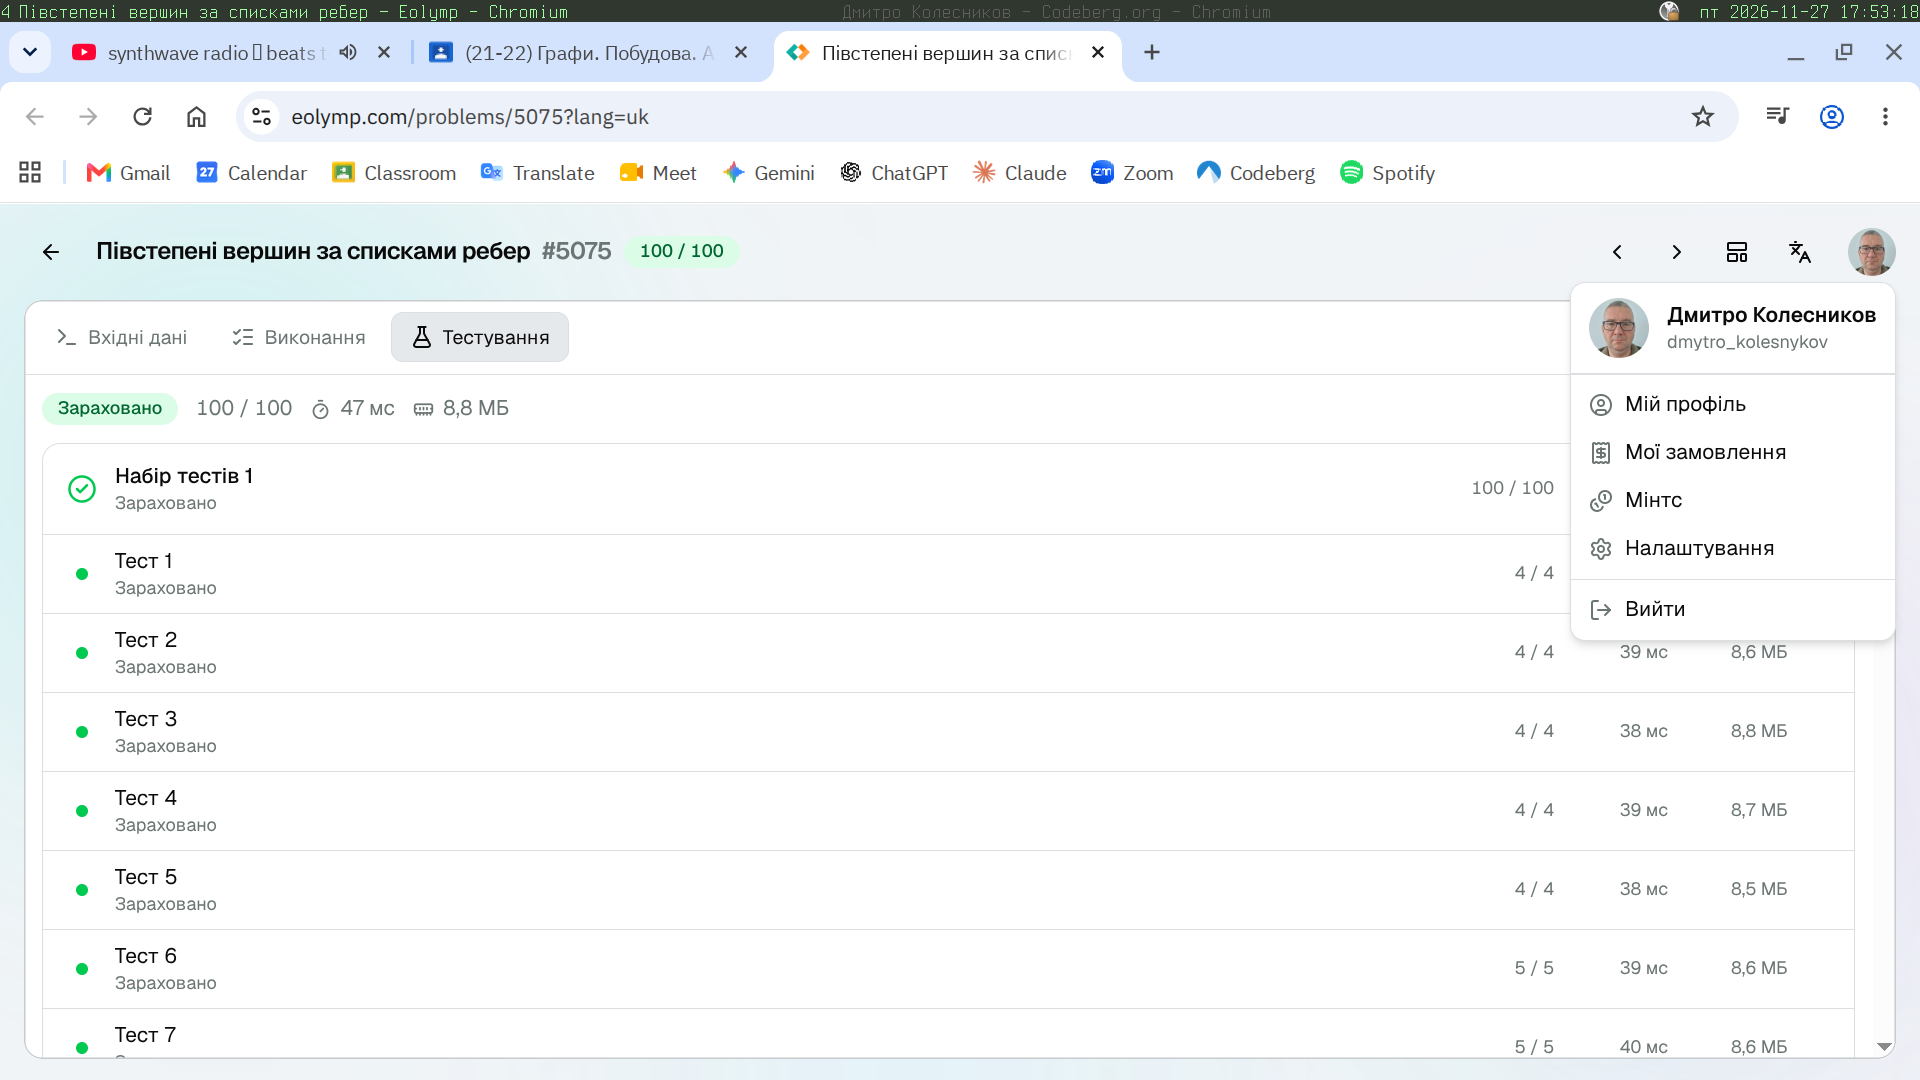 4 Півстепені вершин за списками ребер - Eolymp - Chromium
Дмитро Колесников - Codeberg.org - Chromium
пт 2026-11-27 17:53:18
synthwave radio beats t
(21-22) Графи. Побудова. А
Півстепені вершин за списк
eolymp.com/problems/5075?lang=uk
Gmail
27 Calendar
Classroom
Translate
Meet
Gemini
ChatGPT
Claude
zm Zoom
Codeberg
Spotify
Півстепені вершин за списками ребер #5075 100 / 100
Вхідні дані
Виконання
Тестування
Зараховано 100 / 100 47 мс 8,8 МБ
Набір тестів 1
Зараховано
100 / 100
Тест 1
Зараховано
4 / 4
Тест 2
Зараховано
4 / 4 39 мс 8,6 МБ
Тест 3
Зараховано
4 / 4 38 мс 8,8 МБ
Тест 4
Зараховано
4 / 4 39 мс 8,7 МБ
Тест 5
Зараховано
4 / 4 38 мс 8,5 МБ
Тест 6
Зараховано
5 / 5 39 мс 8,6 МБ
Тест 7
5 / 5 40 мс 8,6 МБ
Дмитро Колесников
dmytro_kolesnykov
Мій профіль
Мої замовлення
Мінтс
Налаштування
Вийти